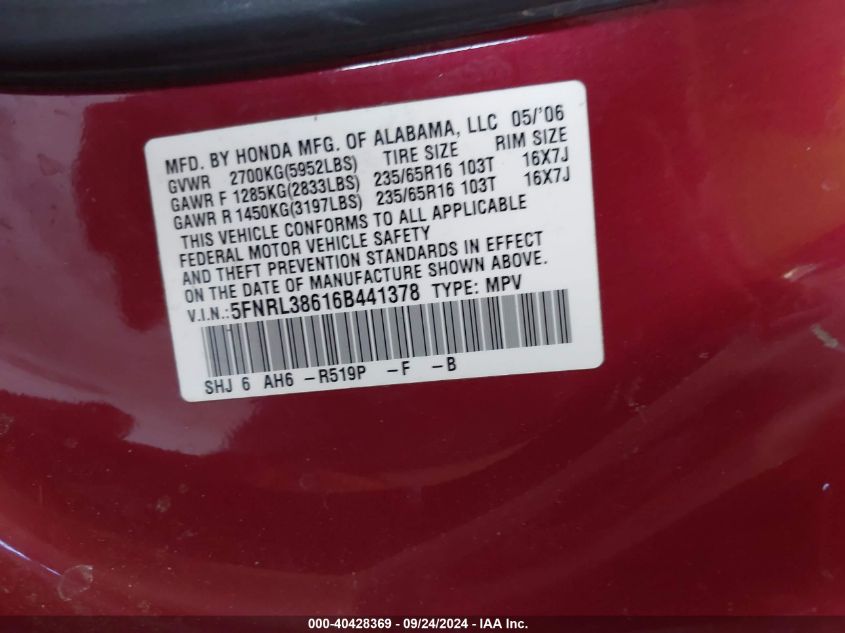 MFD. BY HONDA MFG. OF ALABAMA, LLC 05/'06
GVWR 2700KG(5952LBS) TIRE SIZE RIM SIZE
GAWR F 1285KG(2833LBS) 235/65R16 103T 16X7J
GAWR R 1450KG(3197LBS) 235/65R16 103T 16X7J
THIS VEHICLE CONFORMS TO ALL APPLICABLE
FEDERAL MOTOR VEHICLE SAFETY
AND THEFT PREVENTION STANDARDS IN EFFECT
ON THE DATE OF MANUFACTURE SHOWN ABOVE.
V.I.N.:5FNRL38616B441378 TYPE: MPV
SHJ 6 AH6 -R519P -F -B
000-40428369 - 09/24/2024 - IAA Inc.